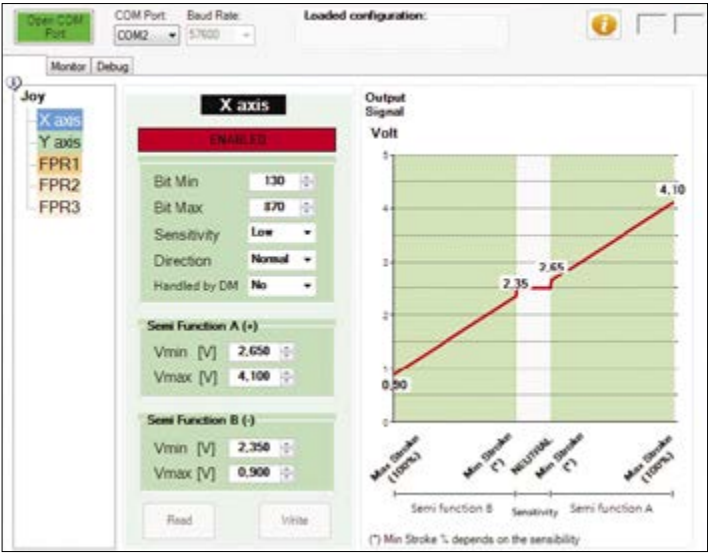 Open COM
Port
COM Port:
COM2
Baud Rate:
57600
Loaded
configuration:
Monitor
Debug
Joy
X axis
Y axis
FPR1
FPR2
FPR3
X axis
ENABLED
Bit Min 130
Bit Max 870
Sensitivity Low
Direction Normal
Handled by DM No
Semi Function A (+)
Vmin [V] 2,650
Vmax [V] 4,100
Semi Function B (-)
Vmin [V] 2,350
Vmax [V] 0,900
Read
Write
Output
Signal
Volt
5
4,10
4
2,65
2,35
3
2
1
0,90
0
Max Stroke
(100%)
Min Stroke
(*)
NEUTRAL
Min Stroke
(*)
Max Stroke
(100%)
Semi function B
Sensitivity
Semi function A
(*) Min Stroke % depends on the sensibility